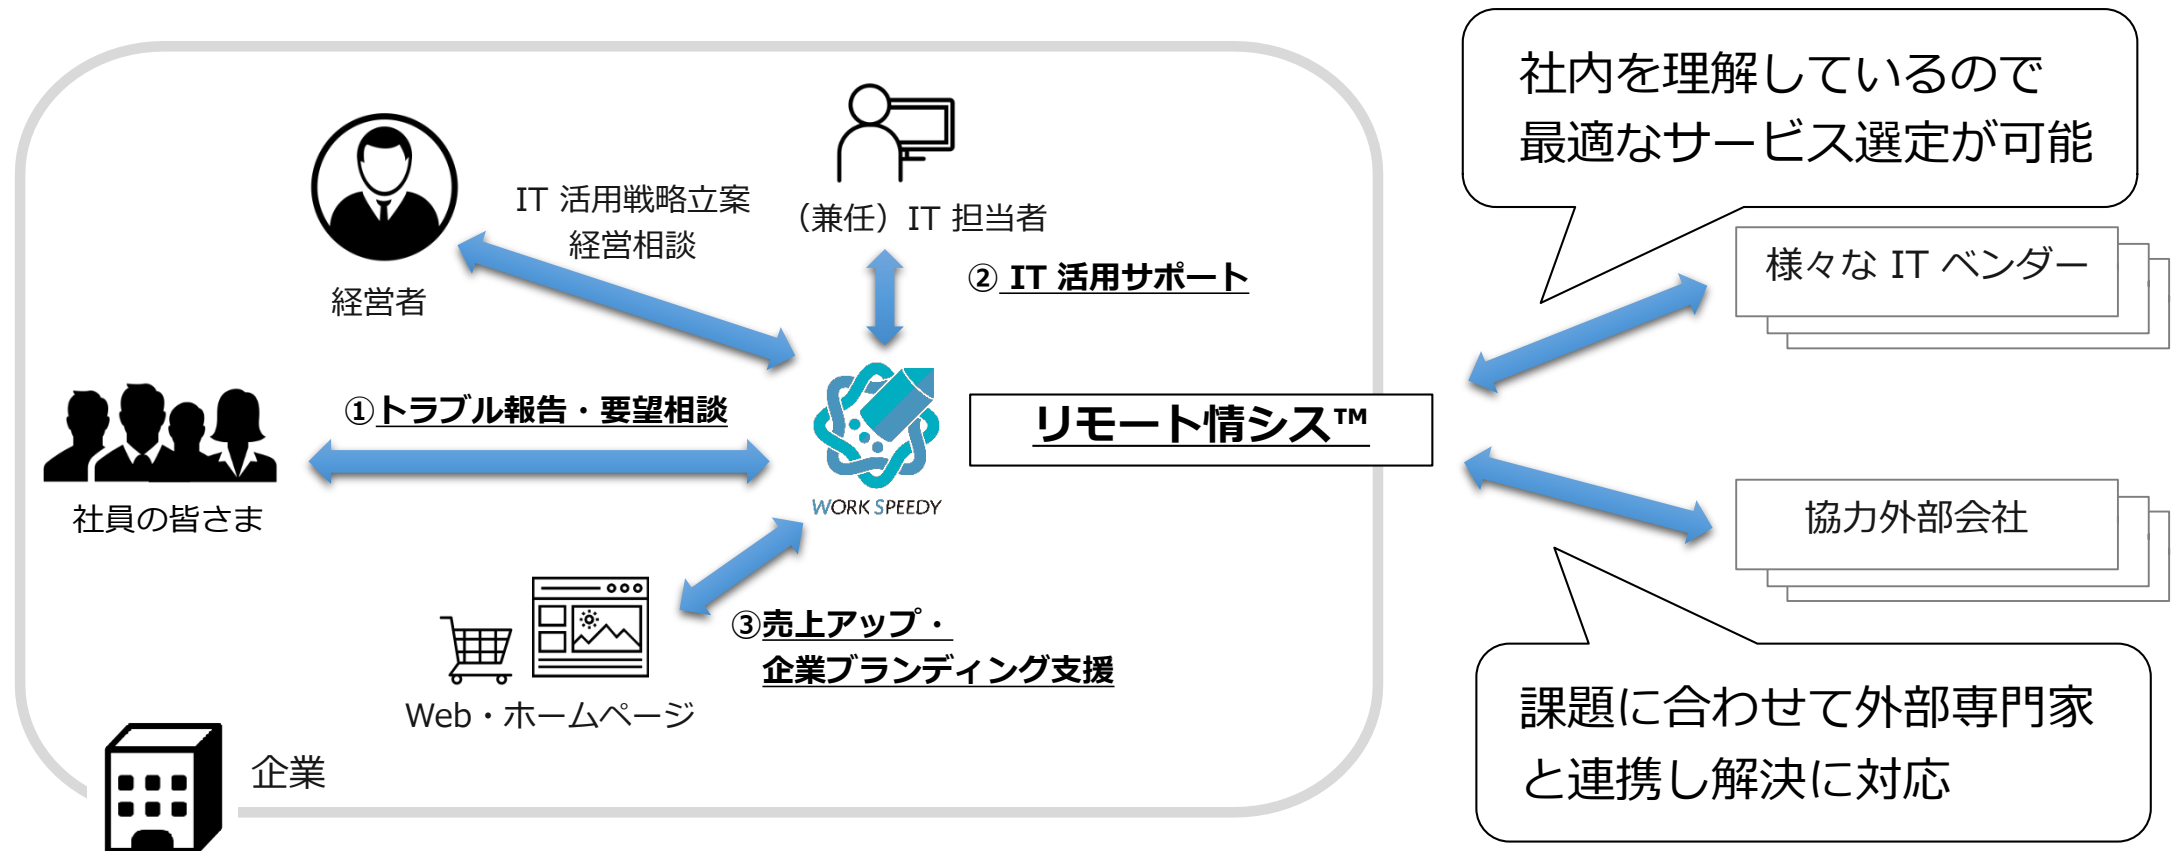 社内を理解しているので
最適なサービス選定が可能
IT 活用戦略立案
経営相談
（兼任）IT 担当者
経営者
② IT 活用サポート
様々な IT ベンダー
①トラブル報告・要望相談
リモート情シス™
社員の皆さま
WORK SPEEDY
協力外部会社
③売上アップ・
企業ブランディング支援
Web・ホームページ
企業
課題に合わせて外部専門家
と連携し解決に対応